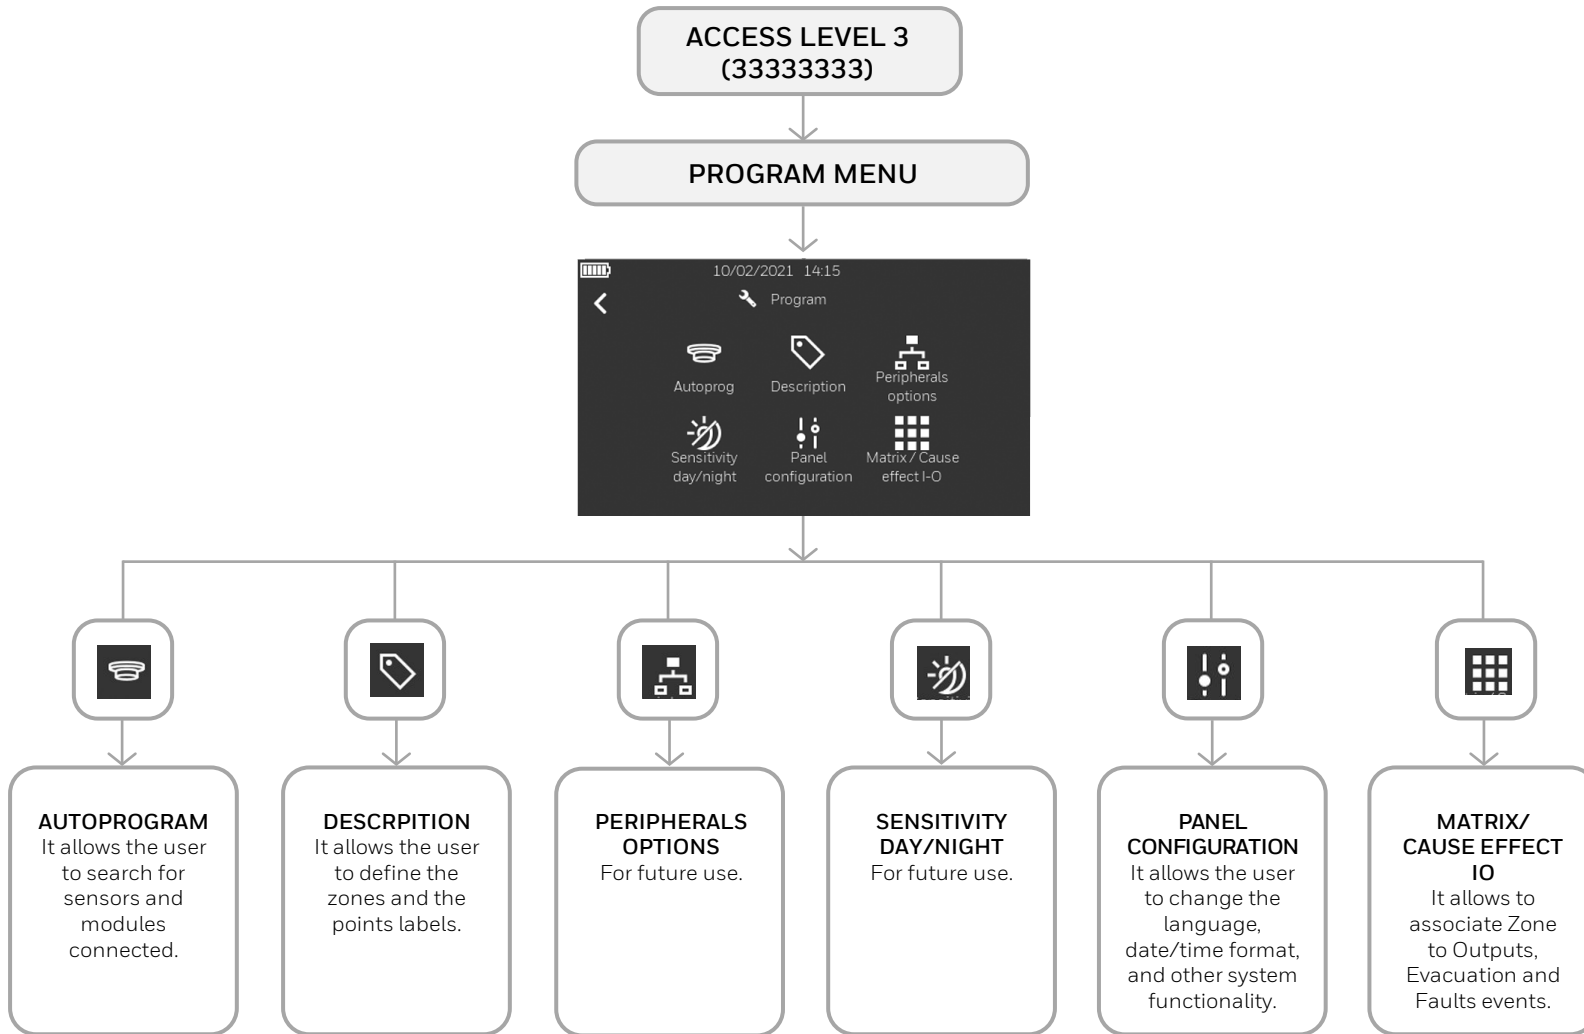 ACCESS LEVEL 3
(33333333)
PROGRAM MENU
10/02/2021 14:15
Program
Autoprog
Description
Peripherals
options
Sensitivity
day/night
Panel
configuration
Matrix / Cause
effect I-O
AUTOPROGRAM
It allows the user
to search for
sensors and
modules
connected.
DESCRPITION
It allows the user
to define the
zones and the
points labels.
PERIPHERALS
OPTIONS
For future use.
SENSITIVITY
DAY/NIGHT
For future use.
PANEL
CONFIGURATION
It allows the user
to change the
language,
date/time format,
and other system
functionality.
MATRIX/
CAUSE EFFECT
IO
It allows to
associate Zone
to Outputs,
Evacuation and
Faults events.